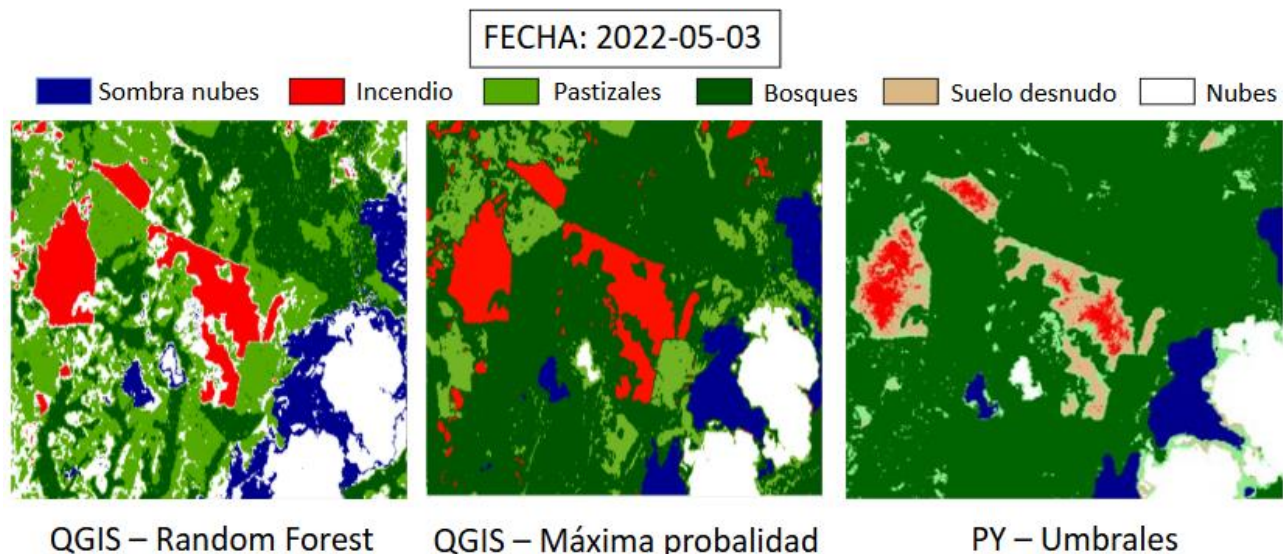 FECHA: 2022-05-03
Sombra nubes Incendio Pastizales Bosques Suelo desnudo Nubes
QGIS – Random Forest QGIS – Máxima probalidad PY – Umbrales